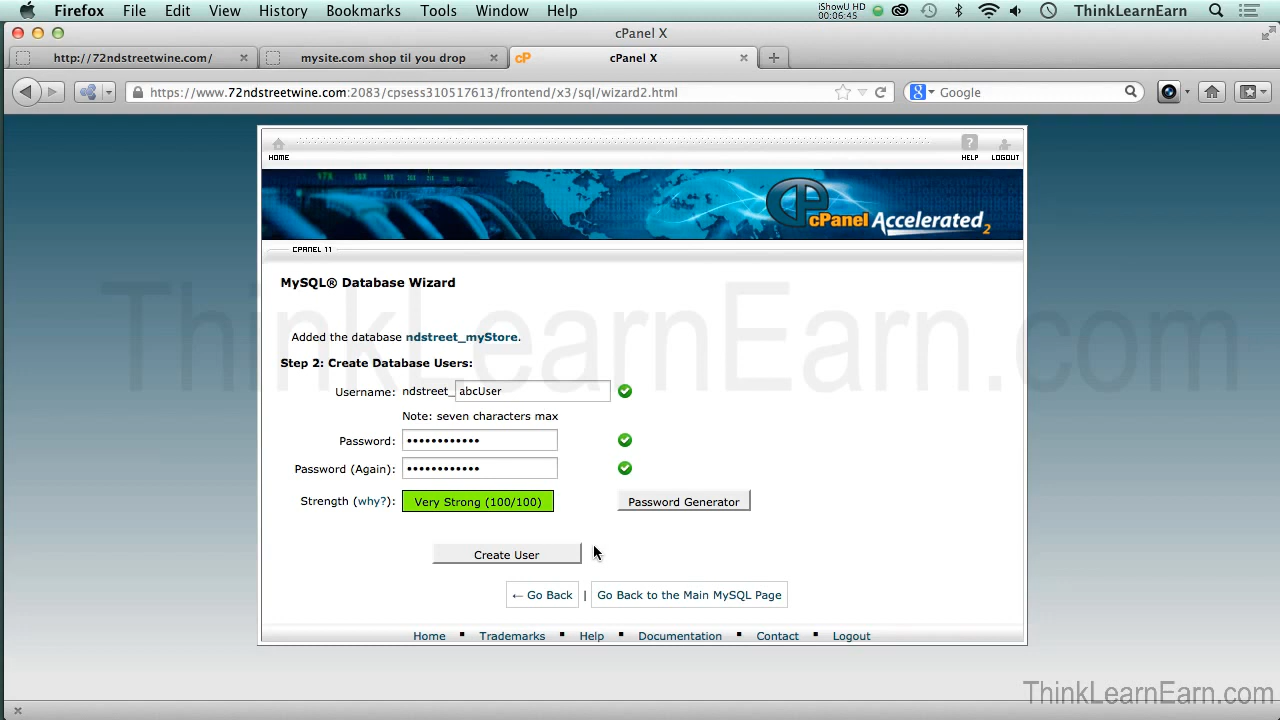 Firefox File Edit View History Bookmarks Tools Window Help iShowU HD 00:06:45 ThinkLearnEarn
cPanel X
http://72ndstreetwine.com/ mysite.com shop til you drop cP cPanel X
https://www.72ndstreetwine.com:2083/cpsess310517613/frontend/x3/sql/wizard2.html Google
HOME HELP LOGOUT
cPanel Accelerated2
CPANEL 11
MySQL® Database Wizard
ThinkLearnEarn.com
Added the database ndstreet_myStore.
Step 2: Create Database Users:
Username: ndstreet_ abcUser
Note: seven characters max
Password: ••••••••••••
Password (Again): ••••••••••••
Strength (why?): Very Strong (100/100) Password Generator
Create User
← Go Back | Go Back to the Main MySQL Page
Home ▪ Trademarks ▪ Help ▪ Documentation ▪ Contact ▪ Logout
ThinkLearnEarn.com